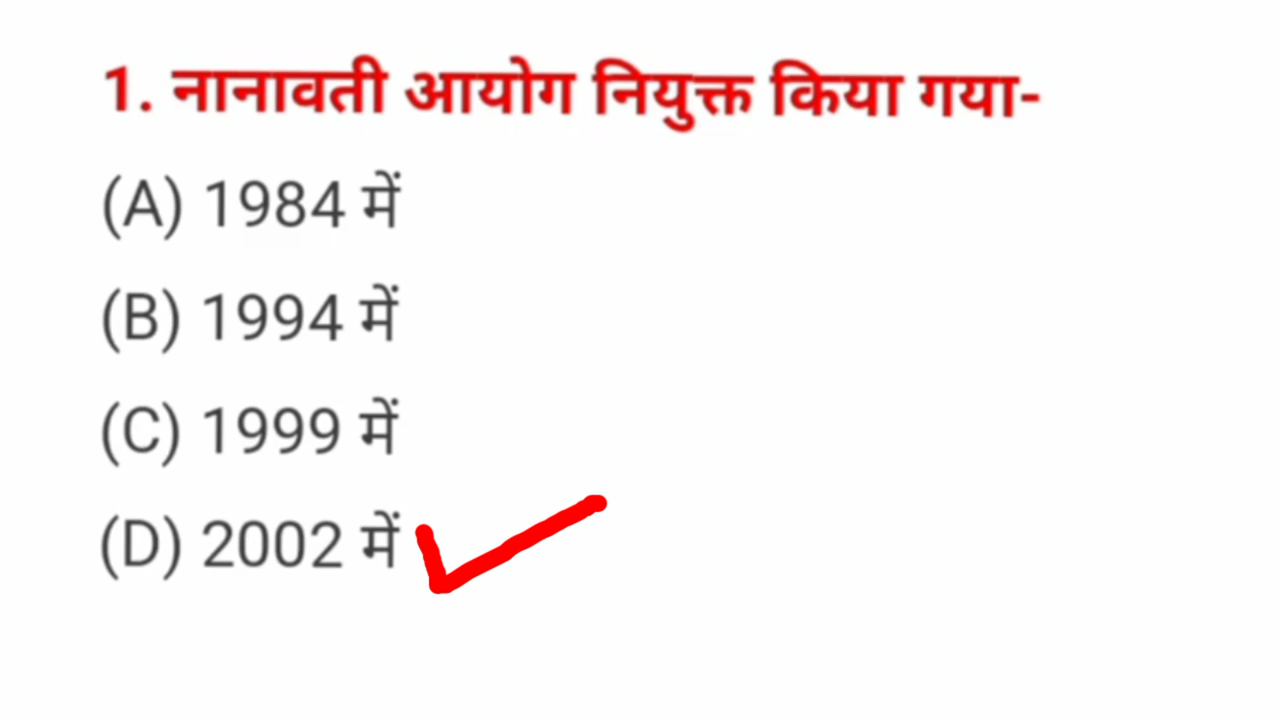 1. नानावती आयोग नियुक्त किया गया-
(A) 1984 में
(B) 1994 में
(C) 1999 में
(D) 2002 में